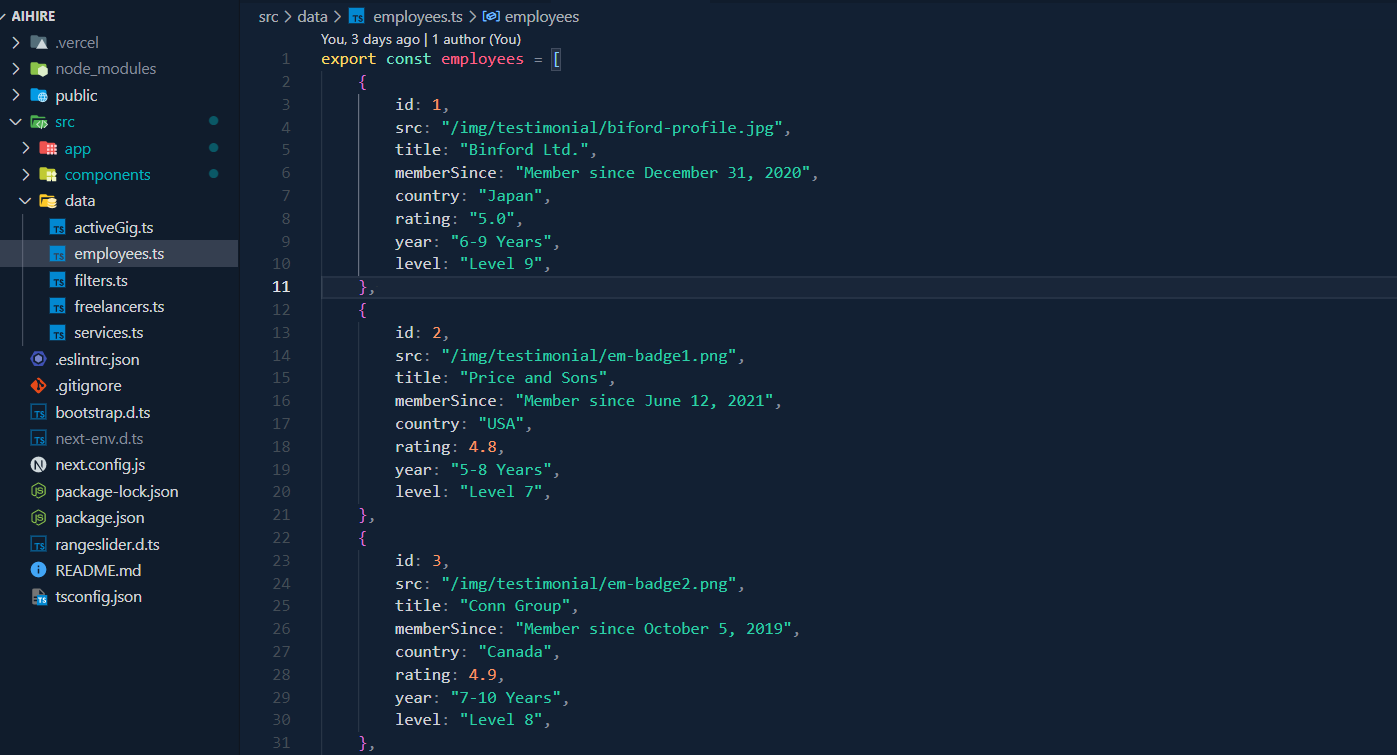 AIHIRE
.vercel
node_modules
public
src
app
components
data
activeGig.ts
employees.ts
filters.ts
freelancers.ts
services.ts
.eslintrc.json
.gitignore
bootstrap.d.ts
next-env.d.ts
next.config.js
package-lock.json
package.json
rangeslider.d.ts
README.md
tsconfig.json
src > data > TS employees.ts > employees
You, 3 days ago | 1 author (You)
1 export const employees = [
2 {
3 id: 1,
4 src: "/img/testimonial/biford-profile.jpg",
5 title: "Binford Ltd.",
6 memberSince: "Member since December 31, 2020",
7 country: "Japan",
8 rating: "5.0",
9 year: "6-9 Years",
10 level: "Level 9",
11 },
12 {
13 id: 2,
14 src: "/img/testimonial/em-badge1.png",
15 title: "Price and Sons",
16 memberSince: "Member since June 12, 2021",
17 country: "USA",
18 rating: 4.8,
19 year: "5-8 Years",
20 level: "Level 7",
21 },
22 {
23 id: 3,
24 src: "/img/testimonial/em-badge2.png",
25 title: "Conn Group",
26 memberSince: "Member since October 5, 2019",
27 country: "Canada",
28 rating: 4.9,
29 year: "7-10 Years",
30 level: "Level 8",
31 },